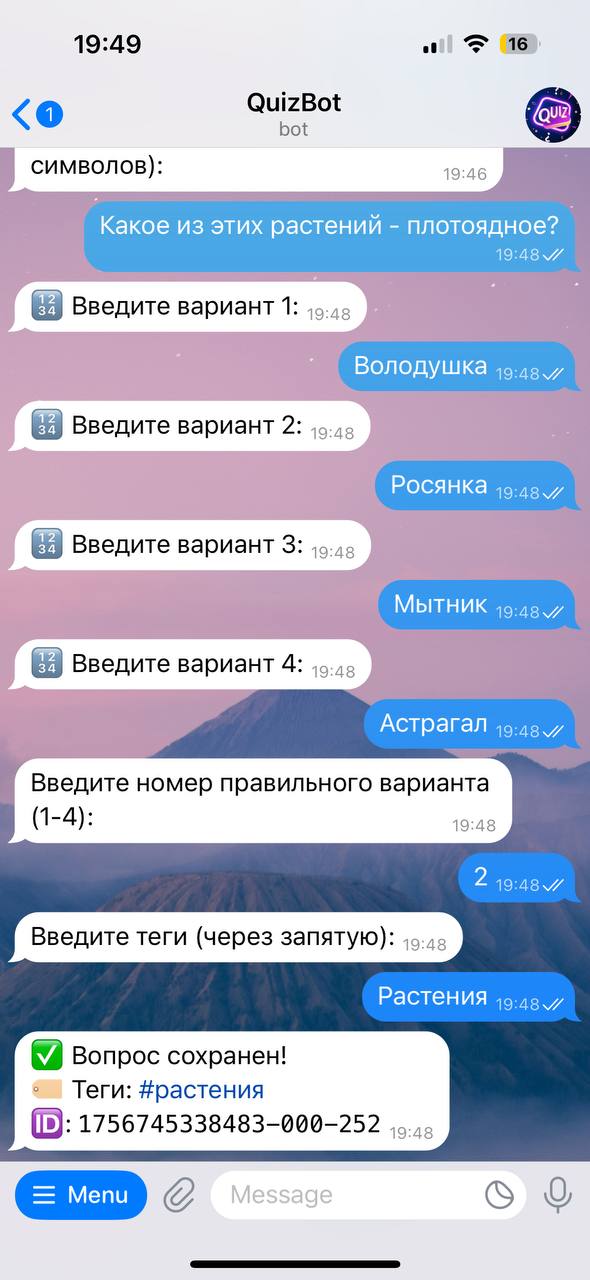 19:49
16
1
QuizBot
bot
QUIZ
символов):
19:46
Какое из этих растений - плотоядное?
19:48
Введите вариант 1: 19:48
Володушка 19:48
Введите вариант 2: 19:48
Росянка 19:48
Введите вариант 3: 19:48
Мытник 19:48
Введите вариант 4: 19:48
Астрагал 19:48
Введите номер правильного варианта
(1-4): 19:48
2 19:48
Введите теги (через запятую): 19:48
Растения 19:48
✅ Вопрос сохранен!
🏷️ Теги: #растения
🆔: 1756745338483-000-252 19:48
Menu
Message